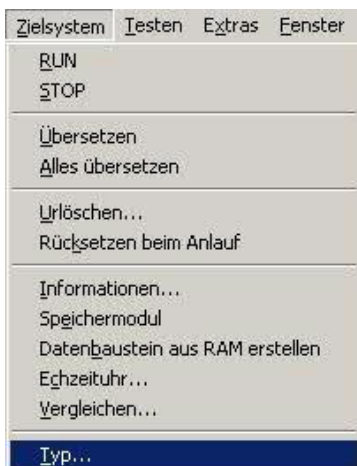 Zielsystem Testen Extras Fenster
RUN
STOP
Übersetzen
Alles übersetzen
Urlöschen...
Rücksetzen beim Anlauf
Informationen...
Speichermodul
Datenbaustein aus RAM erstellen
Echzeituhr...
Vergleichen...
Typ...